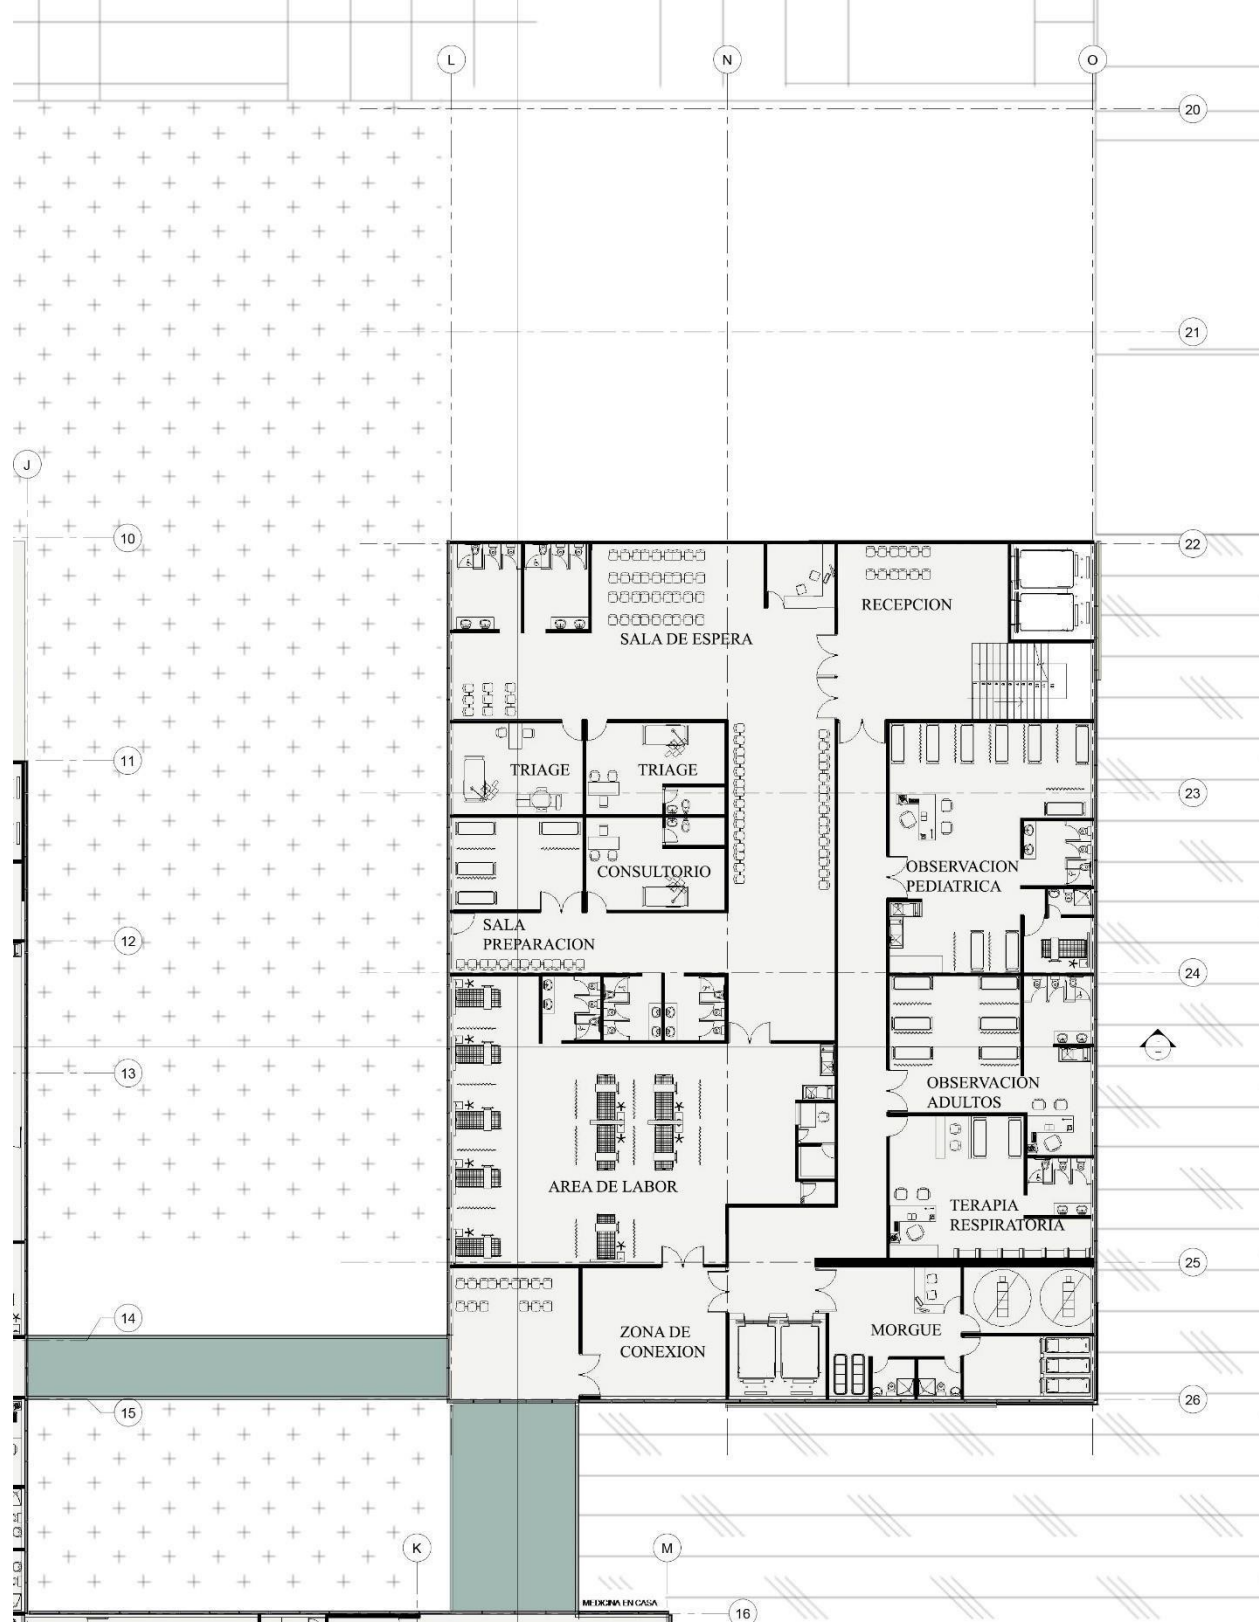 L
N
O
20
21
J
10
22
RECEPCION
SALA DE ESPERA
11
TRIAGE
TRIAGE
23
OBSERVACION
PEDIATRICA
CONSULTORIO
SALA
PREPARACION
12
24
13
OBSERVACION
ADULTOS
AREA DE LABOR
TERAPIA
RESPIRATORIA
25
14
ZONA DE
CONEXION
MORGUE
26
15
K
M
MEDICINA EN CASA
16